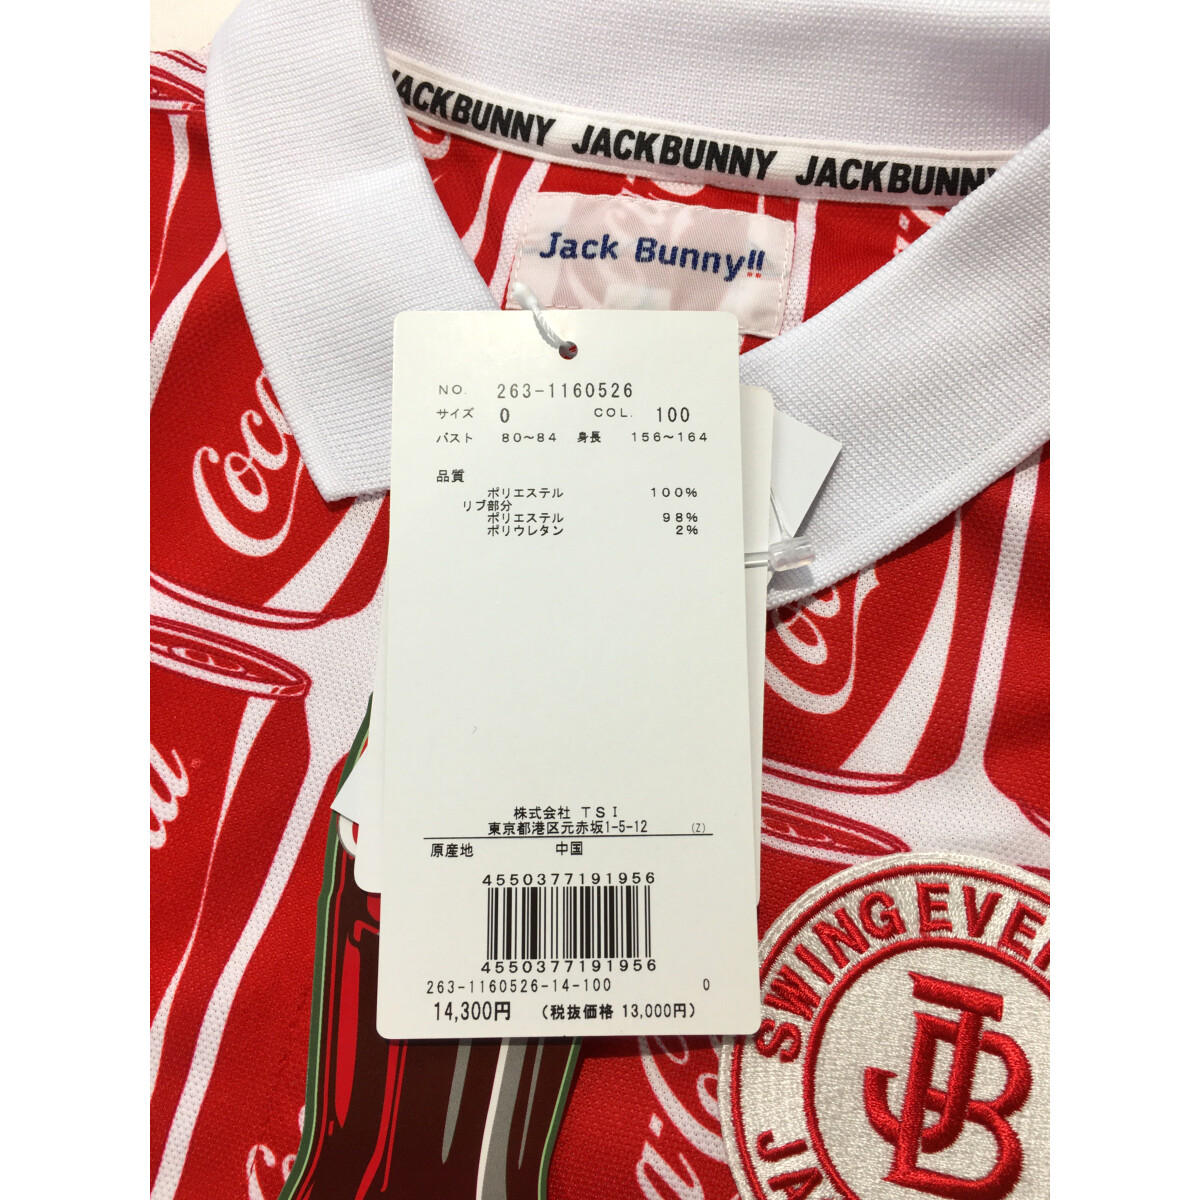 JACKBUNNY JACKBUNNY JACKBUNNY
Jack Bunny!!
NO. 263-1160526
サイズ 0 COL. 100
バスト 80~84 身長 156~164
品質
ポリエステル 100%
リブ部分
ポリエステル 98%
ポリウレタン 2%
Coca
株式会社 TSI
東京都港区元赤坂1-5-12 (Z)
原産地 中国
4550377191956
4550377191956
263-1160526-14-100 0
14,300円 (税抜価格 13,000円)
SWING EVE
JB
JA